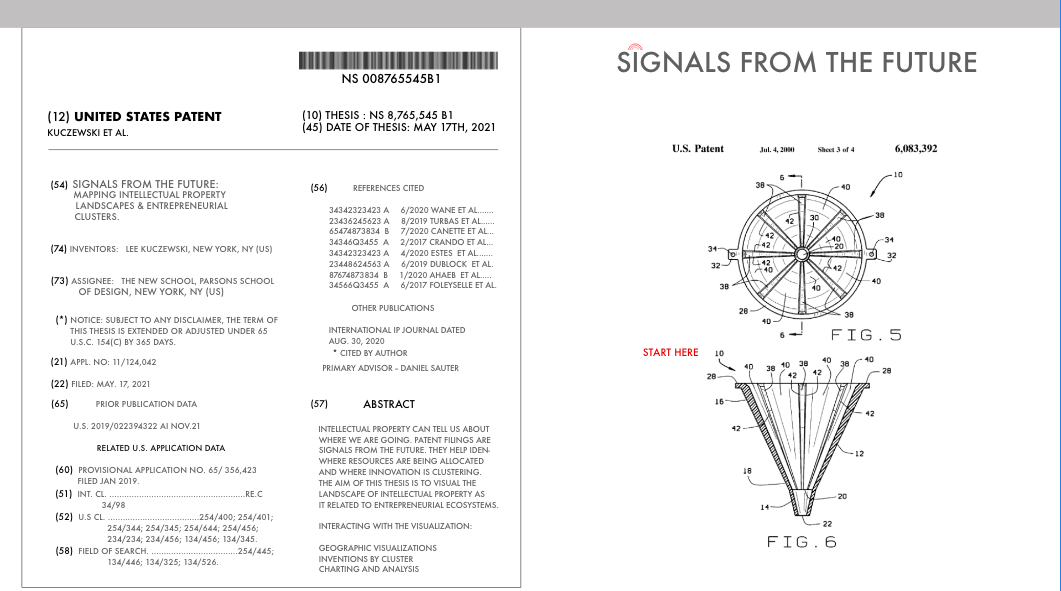 NS 008765545B1
(12) UNITED STATES PATENT
KUCZEWSKI ET AL.
(10) THESIS : NS 8,765,545 B1
(45) DATE OF THESIS: MAY 17TH, 2021
(54) SIGNALS FROM THE FUTURE:
MAPPING INTELLECTUAL PROPERTY
LANDSCAPES & ENTREPRENEURIAL
CLUSTERS.
(74) INVENTORS: LEE KUCZEWSKI, NEW YORK, NY (US)
(73) ASSIGNEE: THE NEW SCHOOL, PARSONS SCHOOL
OF DESIGN, NEW YORK, NY (US)
(*) NOTICE: SUBJECT TO ANY DISCLAIMER, THE TERM OF
THIS THESIS IS EXTENDED OR ADJUSTED UNDER 65
U.S.C. 154(C) BY 365 DAYS.
(21) APPL. NO: 11/124,042
(22) FILED: MAY. 17, 2021
(65) PRIOR PUBLICATION DATA
U.S. 2019/022394322 AI NOV.21
RELATED U.S. APPLICATION DATA
(60) PROVISIONAL APPLICATION NO. 65/ 356,423
FILED JAN 2019.
(51) INT. CL. ..................................................RE.C
34/98
(52) U.S CL. ..................................254/400; 254/401;
254/344; 254/345; 254/644; 254/456;
234/234; 234/456; 134/456; 134/345.
(58) FIELD OF SEARCH. ................................254/445;
134/446; 134/325; 134/526.
(56) REFERENCES CITED
34342323423 A 6/2020 WANE ET AL......
23436245623 A 8/2019 TURBAS ET AL.....
65474873834 B 7/2020 CANETTE ET AL...
34346Q3455 A 2/2017 CRANDO ET AL....
34342323423 A 4/2020 ESTES ET AL.....
23448624563 A 6/2019 DUBLOCK ET AL.
87674873834 B 1/2020 AHAEB ET AL.....
34566Q3455 A 6/2017 FOLEYSELLE ET AL.
OTHER PUBLICATIONS
INTERNATIONAL IP JOURNAL DATED
AUG. 30, 2020
* CITED BY AUTHOR
PRIMARY ADVISOR – DANIEL SAUTER
(57) ABSTRACT
INTELLECTUAL PROPERTY CAN TELL US ABOUT
WHERE WE ARE GOING. PATENT FILINGS ARE
SIGNALS FROM THE FUTURE. THEY HELP IDEN-
WHERE RESOURCES ARE BEING ALLOCATED
AND WHERE INNOVATION IS CLUSTERING.
THE AIM OF THIS THESIS IS TO VISUAL THE
LANDSCAPE OF INTELLECTUAL PROPERTY AS
IT RELATED TO ENTREPRENEURIAL ECOSYSTEMS.
INTERACTING WITH THE VISUALIZATION:
GEOGRAPHIC VISUALIZATIONS
INVENTIONS BY CLUSTER
CHARTING AND ANALYSIS
SIGNALS FROM THE FUTURE
U.S. Patent Jul. 4, 2000 Sheet 3 of 4 6,083,392
6 10
38 40
42 30 38
42 40
34 42 20 34
32 42 40 42 32
38 40 40
28 38
40
6 FIG.5
START HERE 10
40 38 40 38 40 38 40
28 42 42 28
16
42 42
12
18
14 20
22
FIG.6